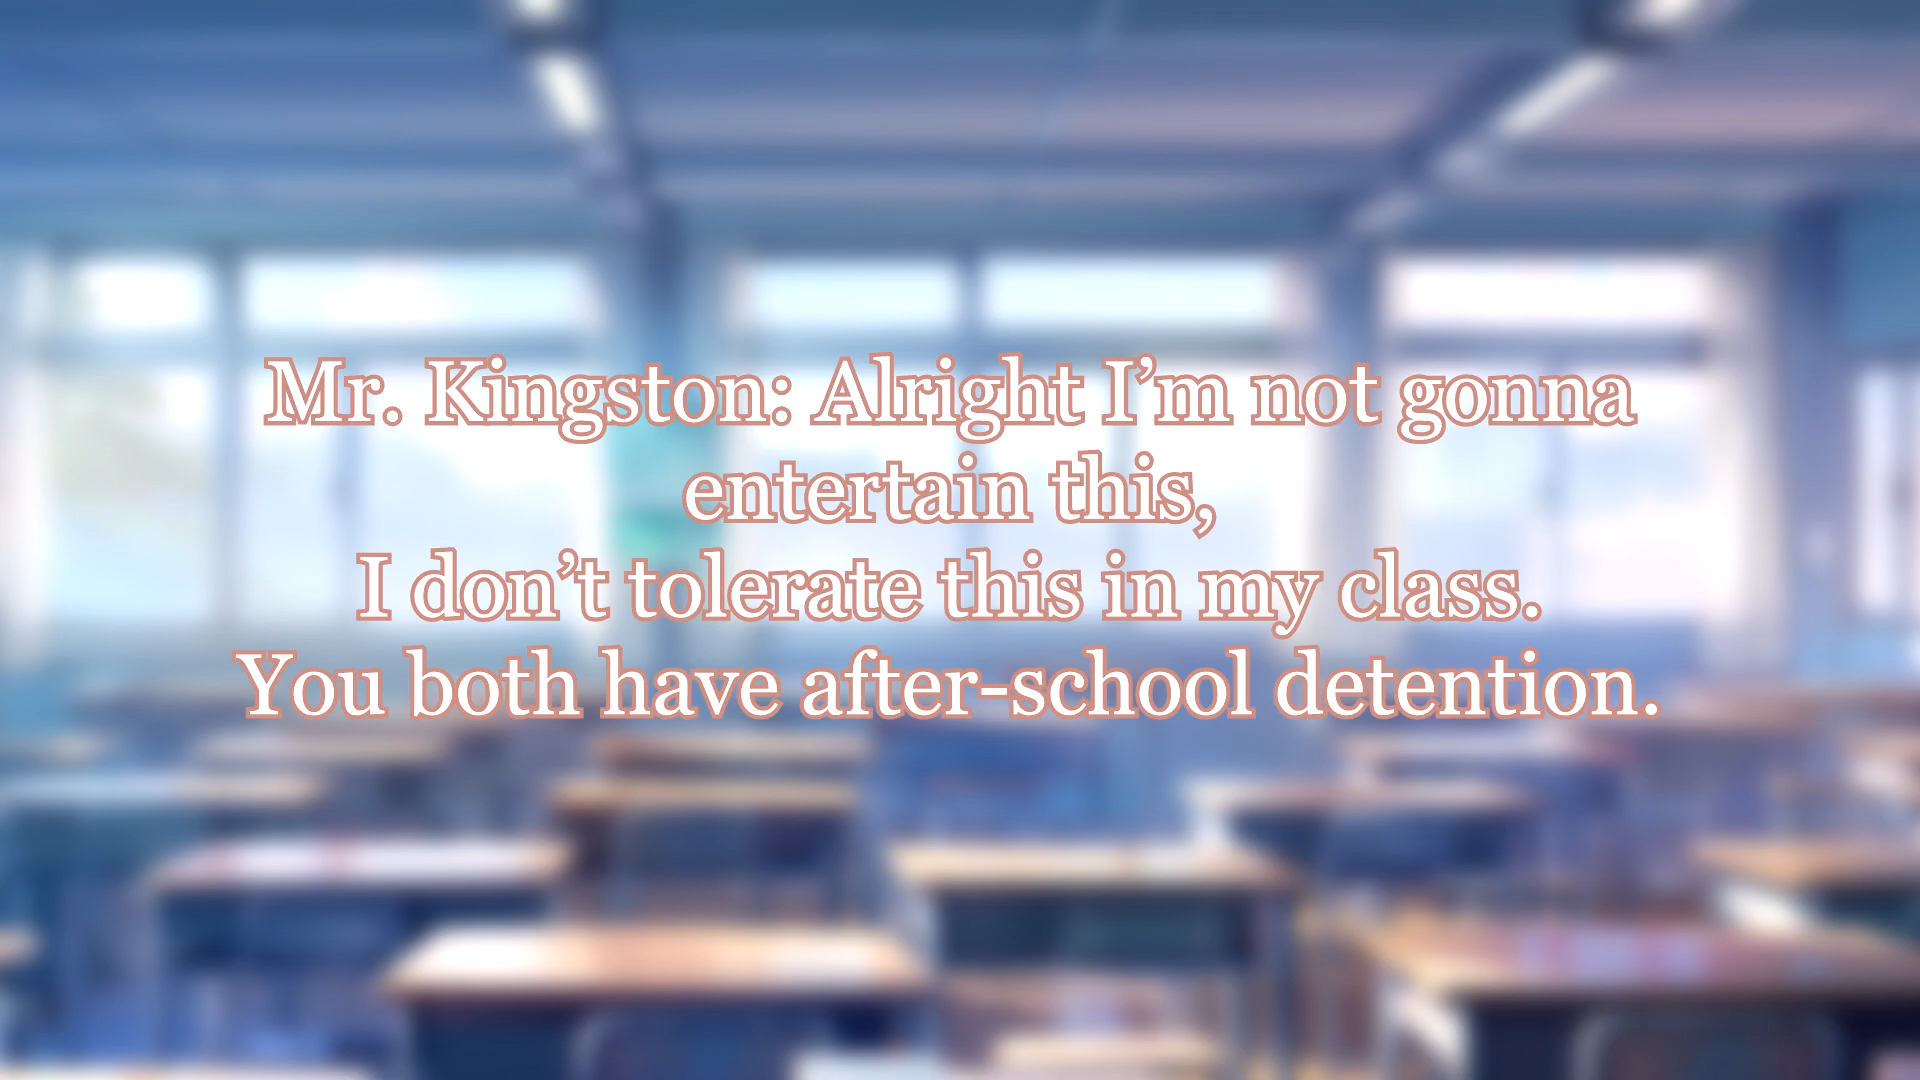 Mr. Kingston: Alright I’m not gonna
entertain this,
I don’t tolerate this in my class.
You both have after-school detention.